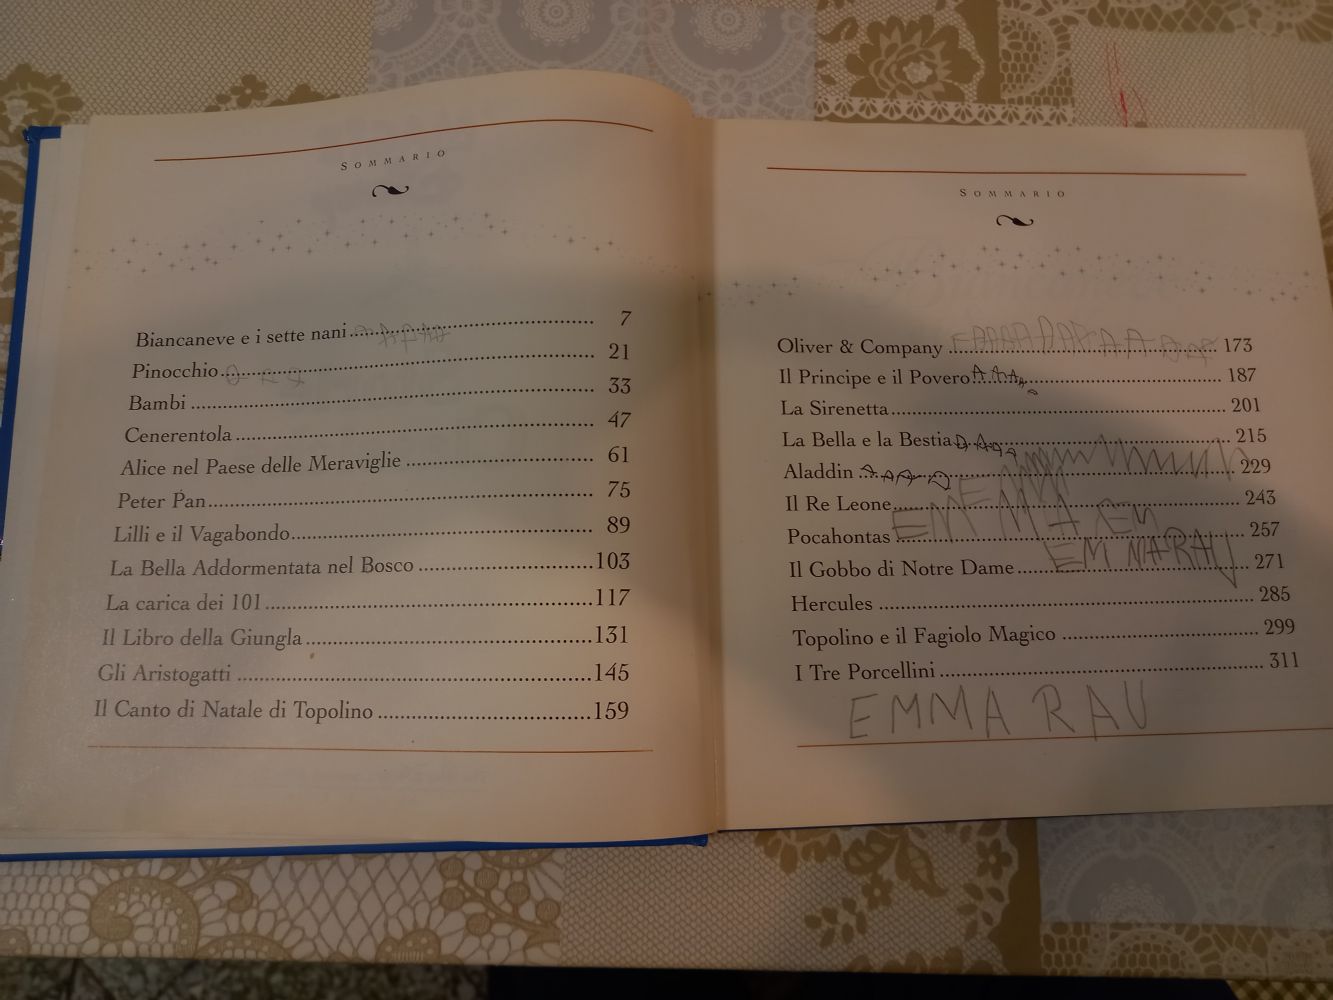 SOMMARIO
Biancaneve e i sette nani 7
Pinocchio 21
Bambi 33
Cenerentola 47
Alice nel Paese delle Meraviglie 61
Peter Pan 75
Lilli e il Vagabondo 89
La Bella Addormentata nel Bosco 103
La carica dei 101 117
Il Libro della Giungla 131
Gli Aristogatti 145
Il Canto di Natale di Topolino 159
SOMMARIO
Oliver & Company 173
Il Principe e il Povero 187
La Sirenetta 201
La Bella e la Bestia 215
Aladdin 229
Il Re Leone 243
Pocahontas 257
Il Gobbo di Notre Dame 271
Hercules 285
Topolino e il Fagiolo Magico 299
I Tre Porcellini 311
EMMA RAU